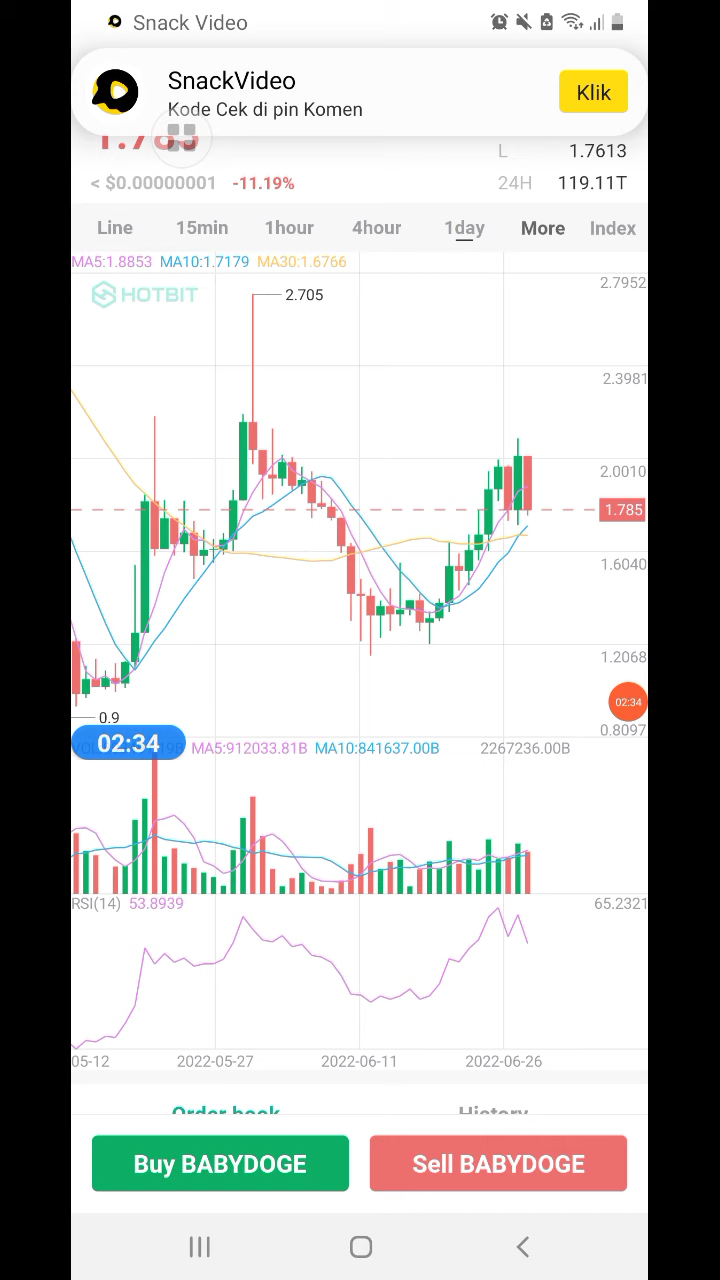 Snack Video
SnackVideo
Kode Cek di pin Komen
Klik
1.785
L 1.7613
< $0.00000001 -11.19%
24H 119.11T
Line 15min 1hour 4hour 1day More Index
MA5:1.8853 MA10:1.7179 MA30:1.6766
2.7952
HOTBIT
2.705
2.3981
2.0010
1.785
1.6040
1.2068
02:34
0.9
0.8097
02:34
MA5:912033.81B MA10:841637.00B 2267236.00B
RSI(14) 53.8939 65.2321
05-12 2022-05-27 2022-06-11 2022-06-26
Order book History
Buy BABYDOGE Sell BABYDOGE